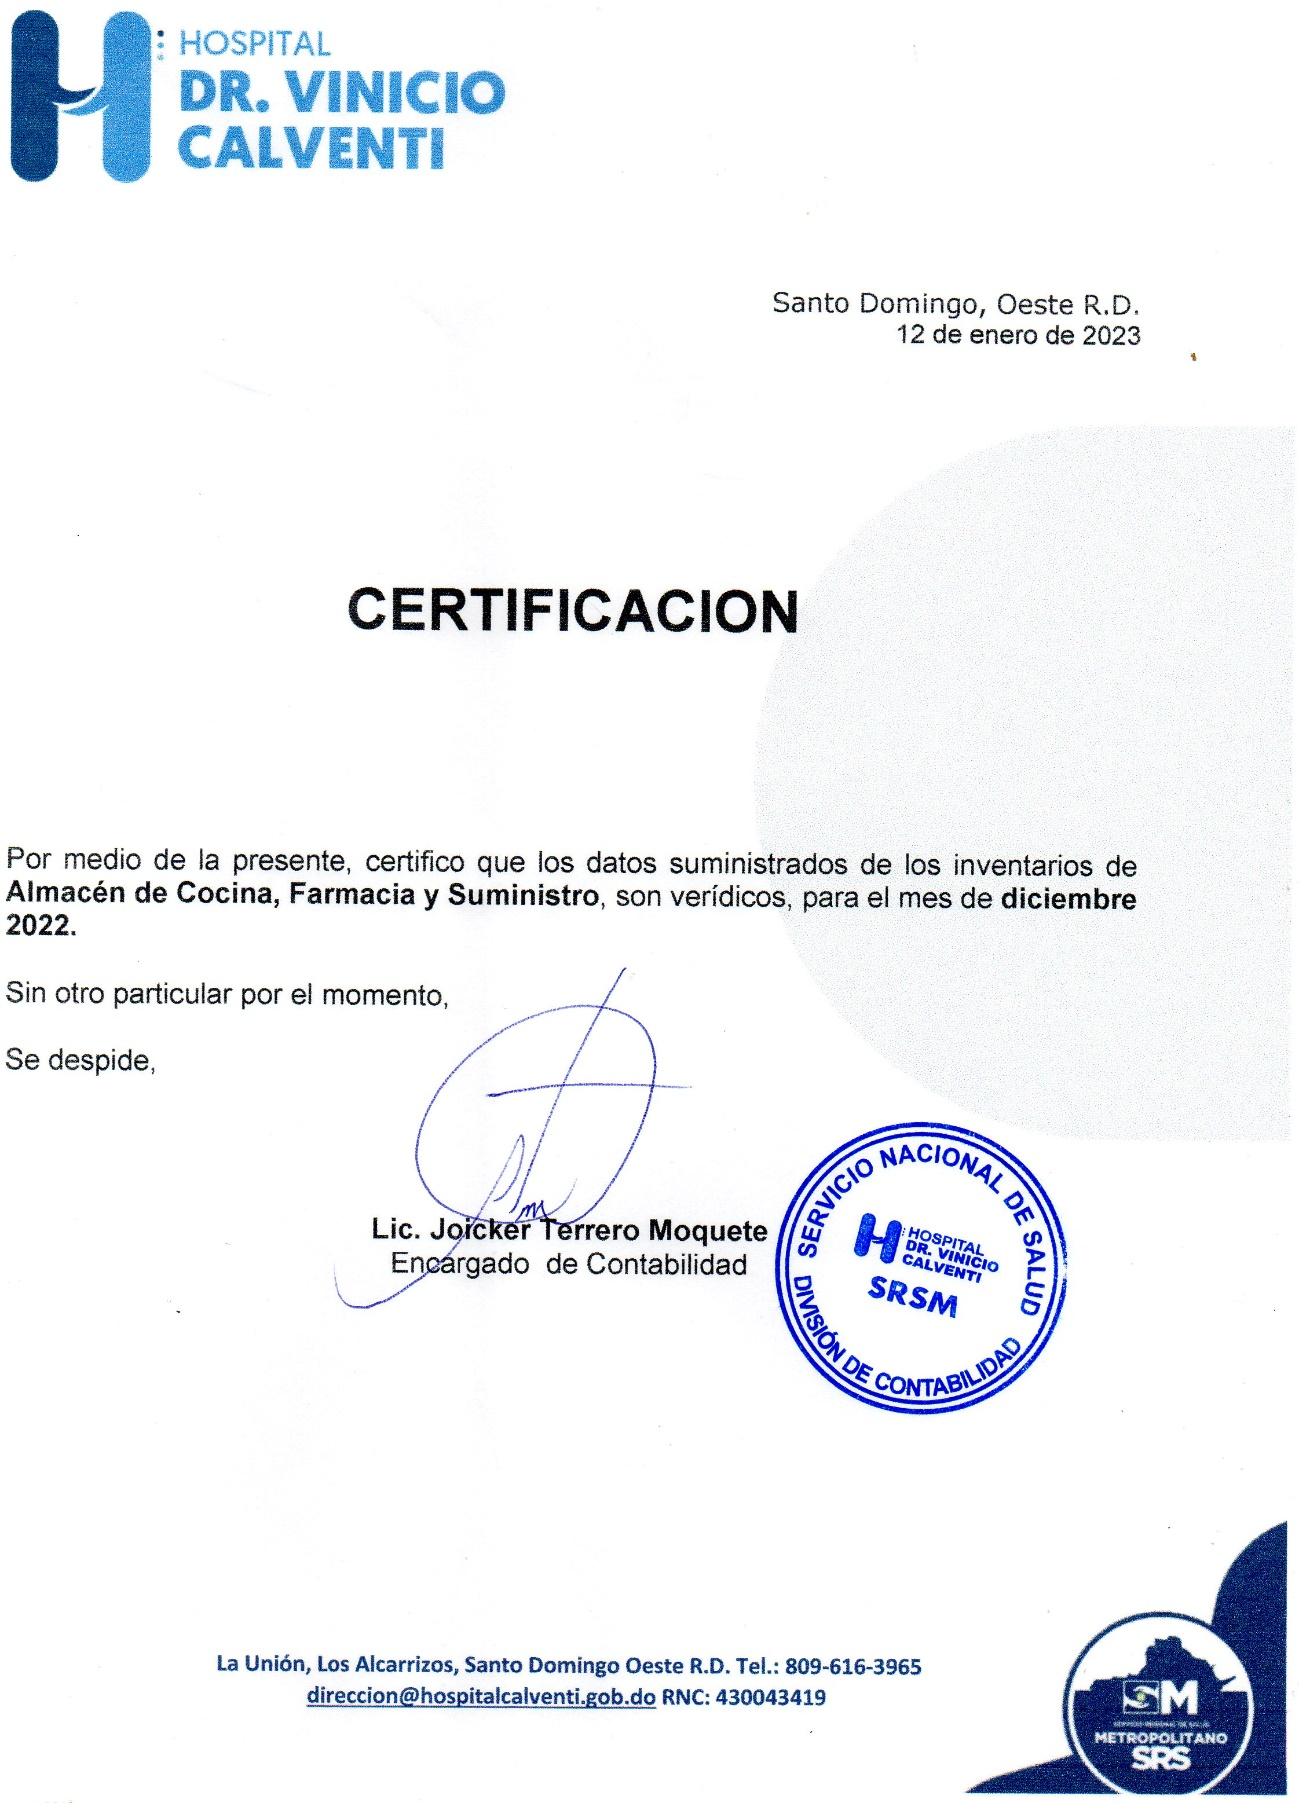 HOSPITAL
DR. VINICIO
CALVENTI
Santo Domingo, Oeste R.D.
12 de enero de 2023
CERTIFICACION
Por medio de la presente, certifico que los datos suministrados de los inventarios de
Almacén de Cocina, Farmacia y Suministro, son verídicos, para el mes de diciembre
2022.
Sin otro particular por el momento,
Se despide,
Lic. Joicker Terrero Moquete
Encargado de Contabilidad
SERVICIO NACIONAL DE SALUD
HOSPITAL
DR. VINICIO
CALVENTI
SRSM
DIVISIÓN DE CONTABILIDAD
La Unión, Los Alcarrizos, Santo Domingo Oeste R.D. Tel.: 809-616-3965
direccion@hospitalcalventi.gob.do RNC: 430043419
SM
SERVICIO REGIONAL DE SALUD
METROPOLITANO
SRS